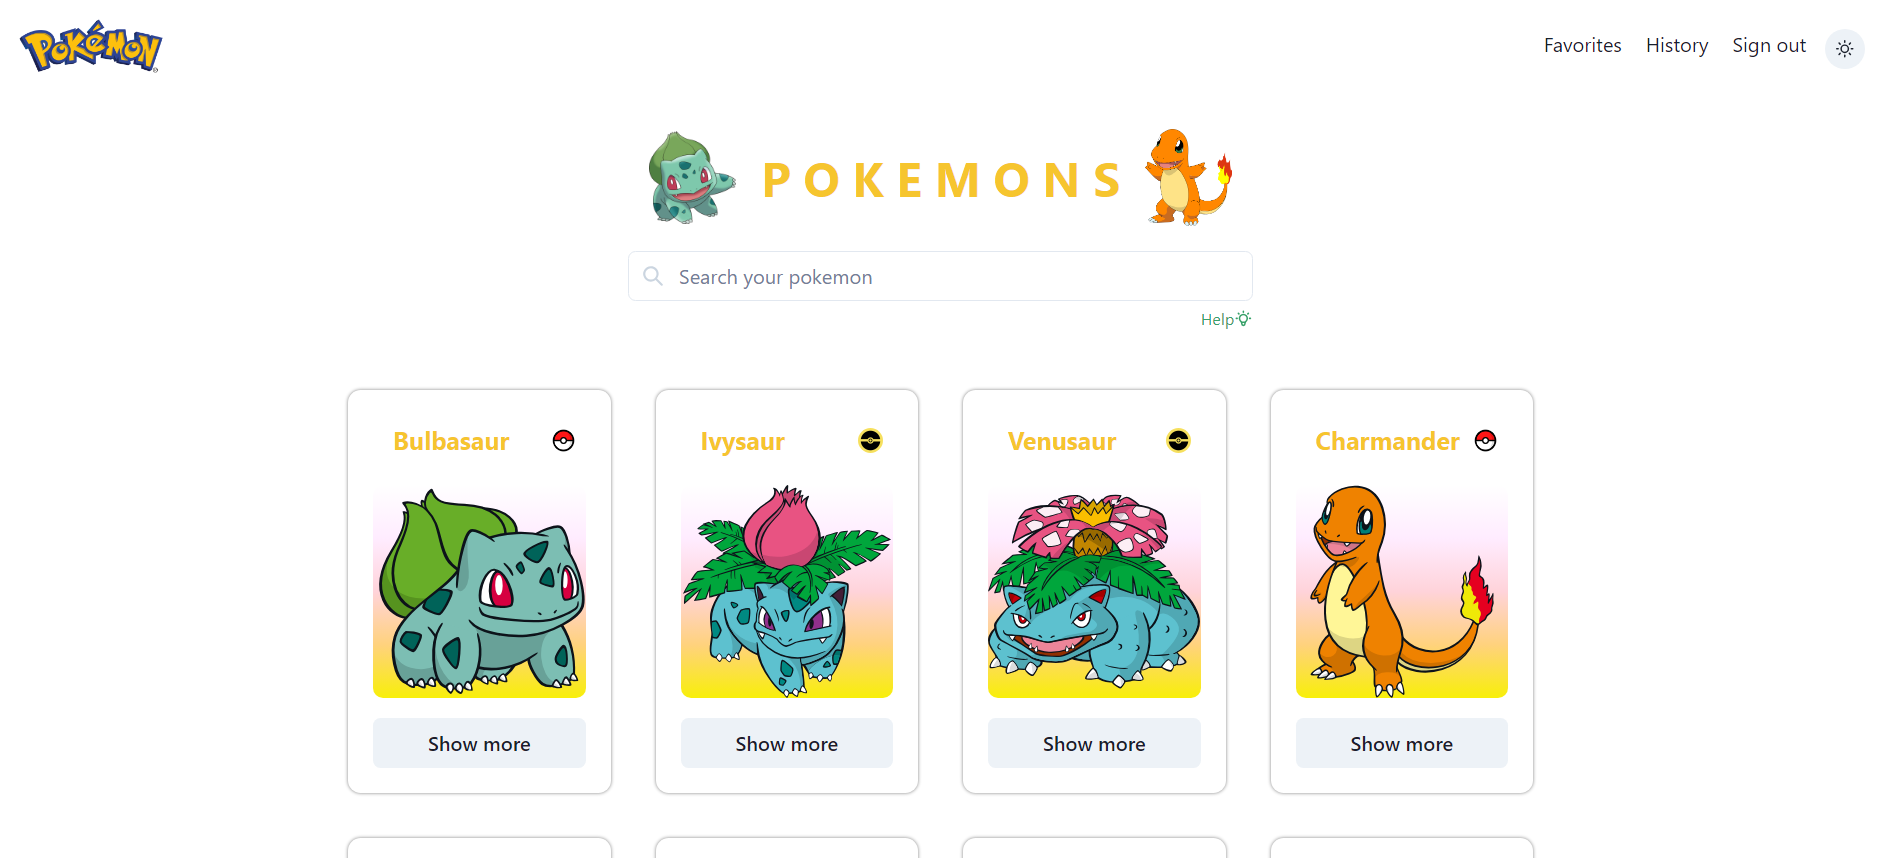 Pokémon
Favorites History Sign out
POKEMONS
Search your pokemon
Help
Bulbasaur Ivysaur Venusaur Charmander
Show more Show more Show more Show more